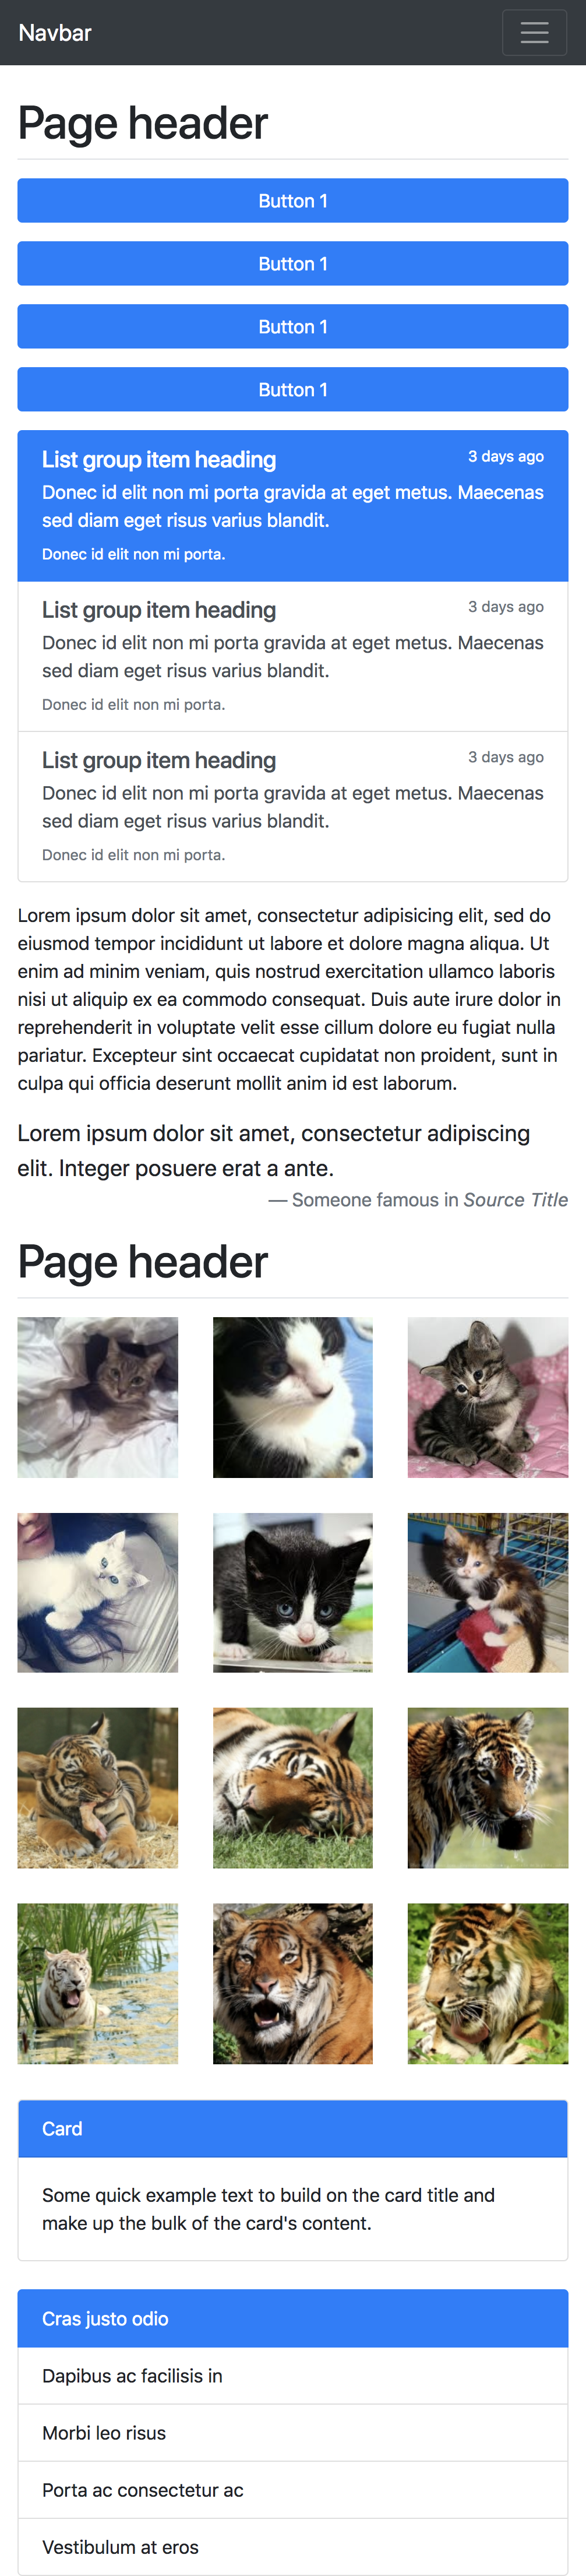 Navbar
Page header
Button 1
Button 1
Button 1
Button 1
List group item heading
3 days ago
Donec id elit non mi porta gravida at eget metus. Maecenas
sed diam eget risus varius blandit.
Donec id elit non mi porta.
List group item heading
3 days ago
Donec id elit non mi porta gravida at eget metus. Maecenas
sed diam eget risus varius blandit.
Donec id elit non mi porta.
List group item heading
3 days ago
Donec id elit non mi porta gravida at eget metus. Maecenas
sed diam eget risus varius blandit.
Donec id elit non mi porta.
Lorem ipsum dolor sit amet, consectetur adipisicing elit, sed do
eiusmod tempor incididunt ut labore et dolore magna aliqua. Ut
enim ad minim veniam, quis nostrud exercitation ullamco laboris
nisi ut aliquip ex ea commodo consequat. Duis aute irure dolor in
reprehenderit in voluptate velit esse cillum dolore eu fugiat nulla
pariatur. Excepteur sint occaecat cupidatat non proident, sunt in
culpa qui officia deserunt mollit anim id est laborum.
Lorem ipsum dolor sit amet, consectetur adipiscing
elit. Integer posuere erat a ante.
— Someone famous in Source Title
Page header
Card
Some quick example text to build on the card title and
make up the bulk of the card's content.
Cras justo odio
Dapibus ac facilisis in
Morbi leo risus
Porta ac consectetur ac
Vestibulum at eros